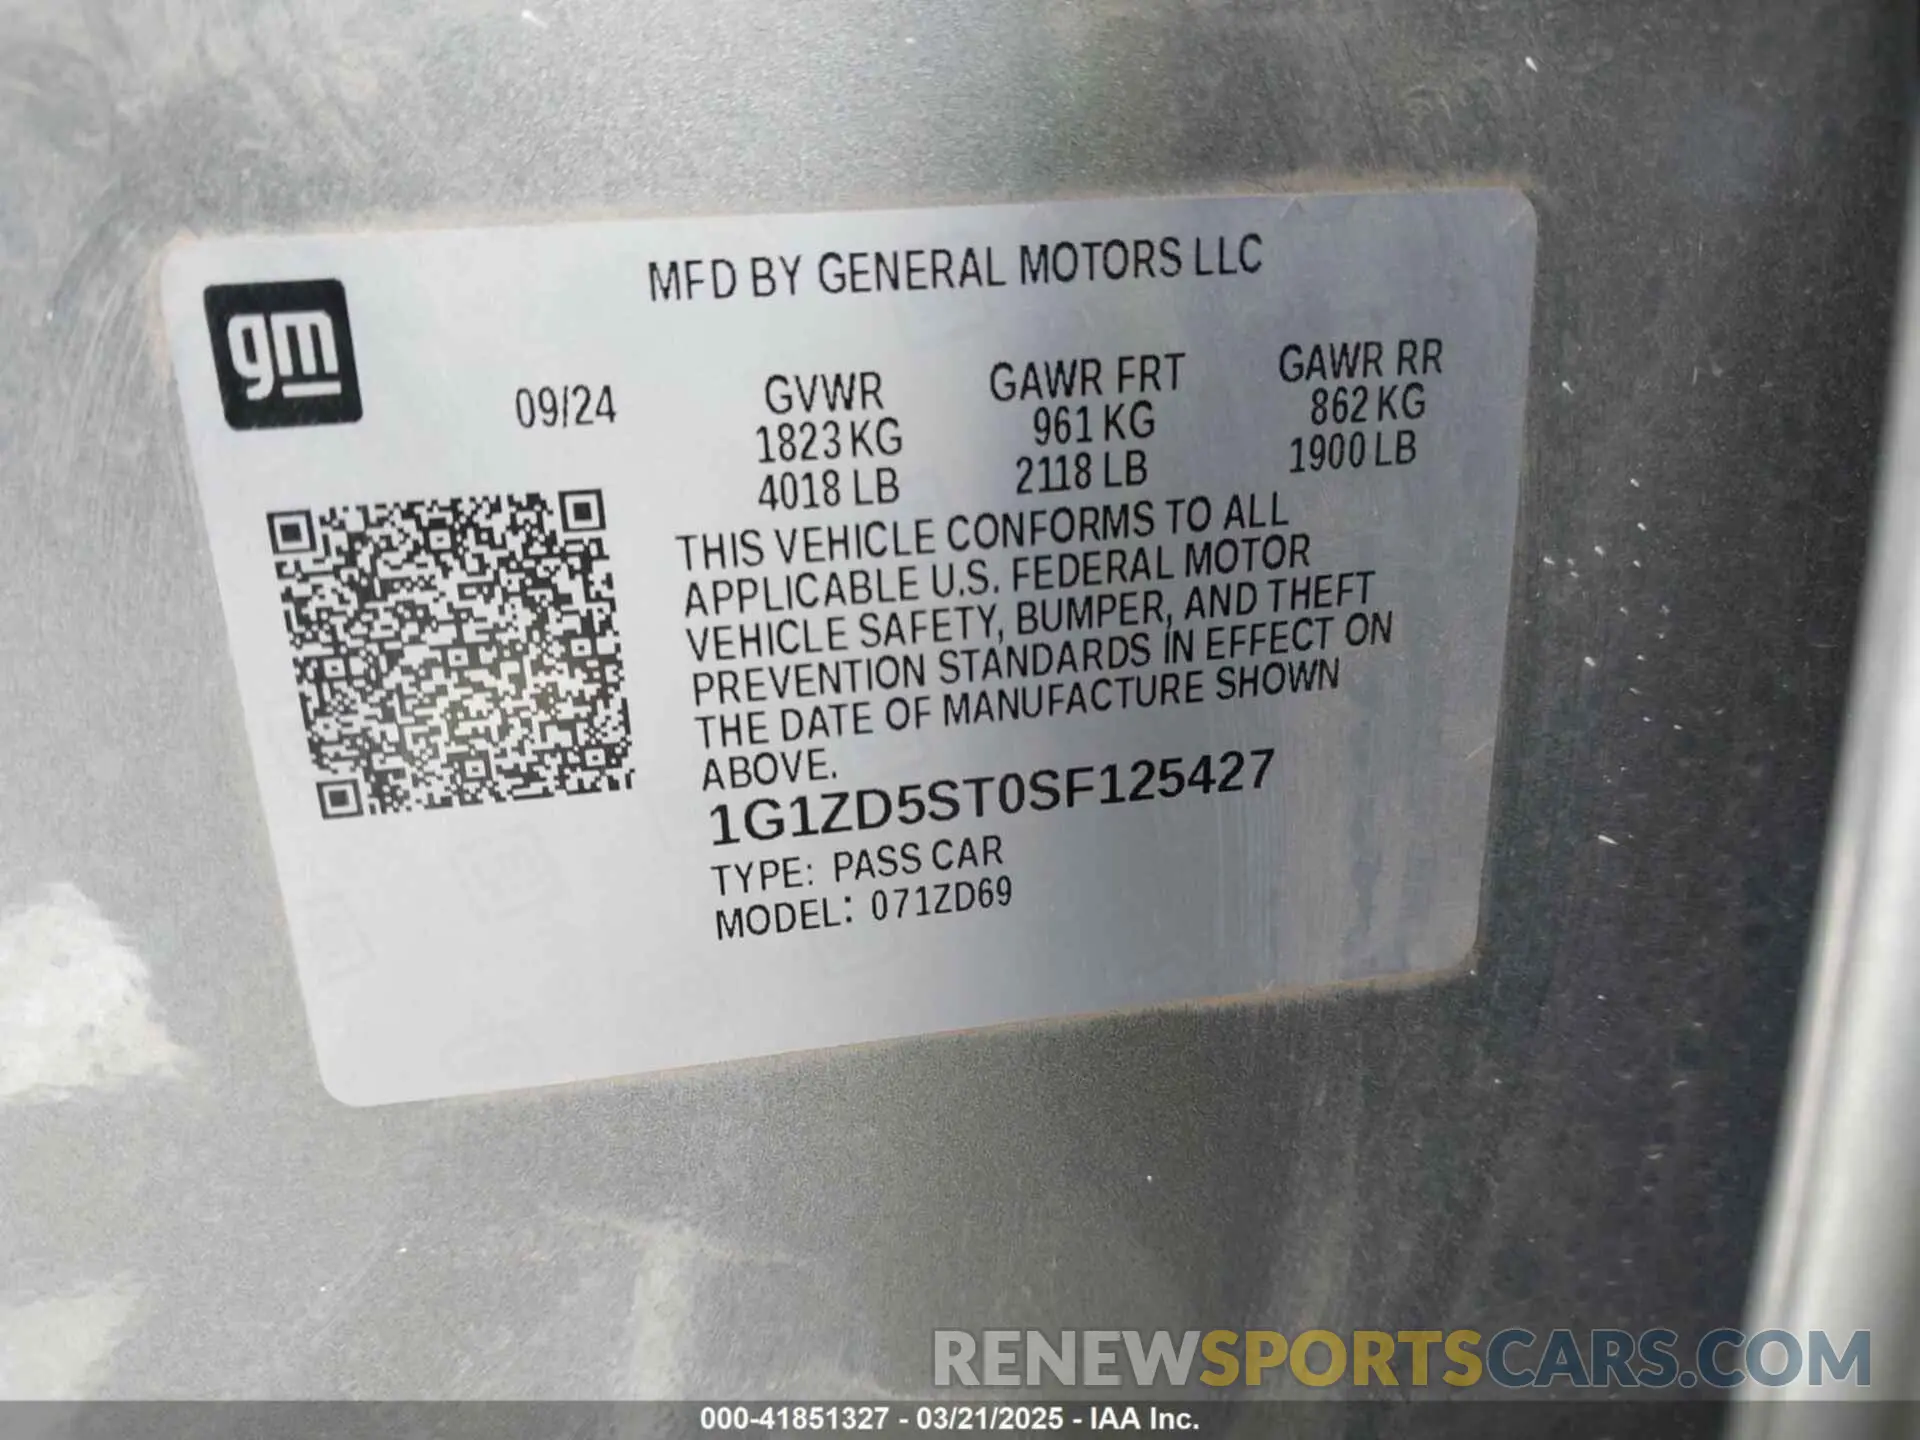 MFD BY GENERAL MOTORS LLC
gm
09/24
GVWR GAWR FRT GAWR RR
1823 KG 961 KG 862 KG
4018 LB 2118 LB 1900 LB
THIS VEHICLE CONFORMS TO ALL
APPLICABLE U.S. FEDERAL MOTOR
VEHICLE SAFETY, BUMPER, AND THEFT
PREVENTION STANDARDS IN EFFECT ON
THE DATE OF MANUFACTURE SHOWN
ABOVE.
1G1ZD5ST0SF125427
TYPE: PASS CAR
MODEL: 071ZD69
RENEWSPORTSCARS.COM
000-41851327 - 03/21/2025 - IAA Inc.